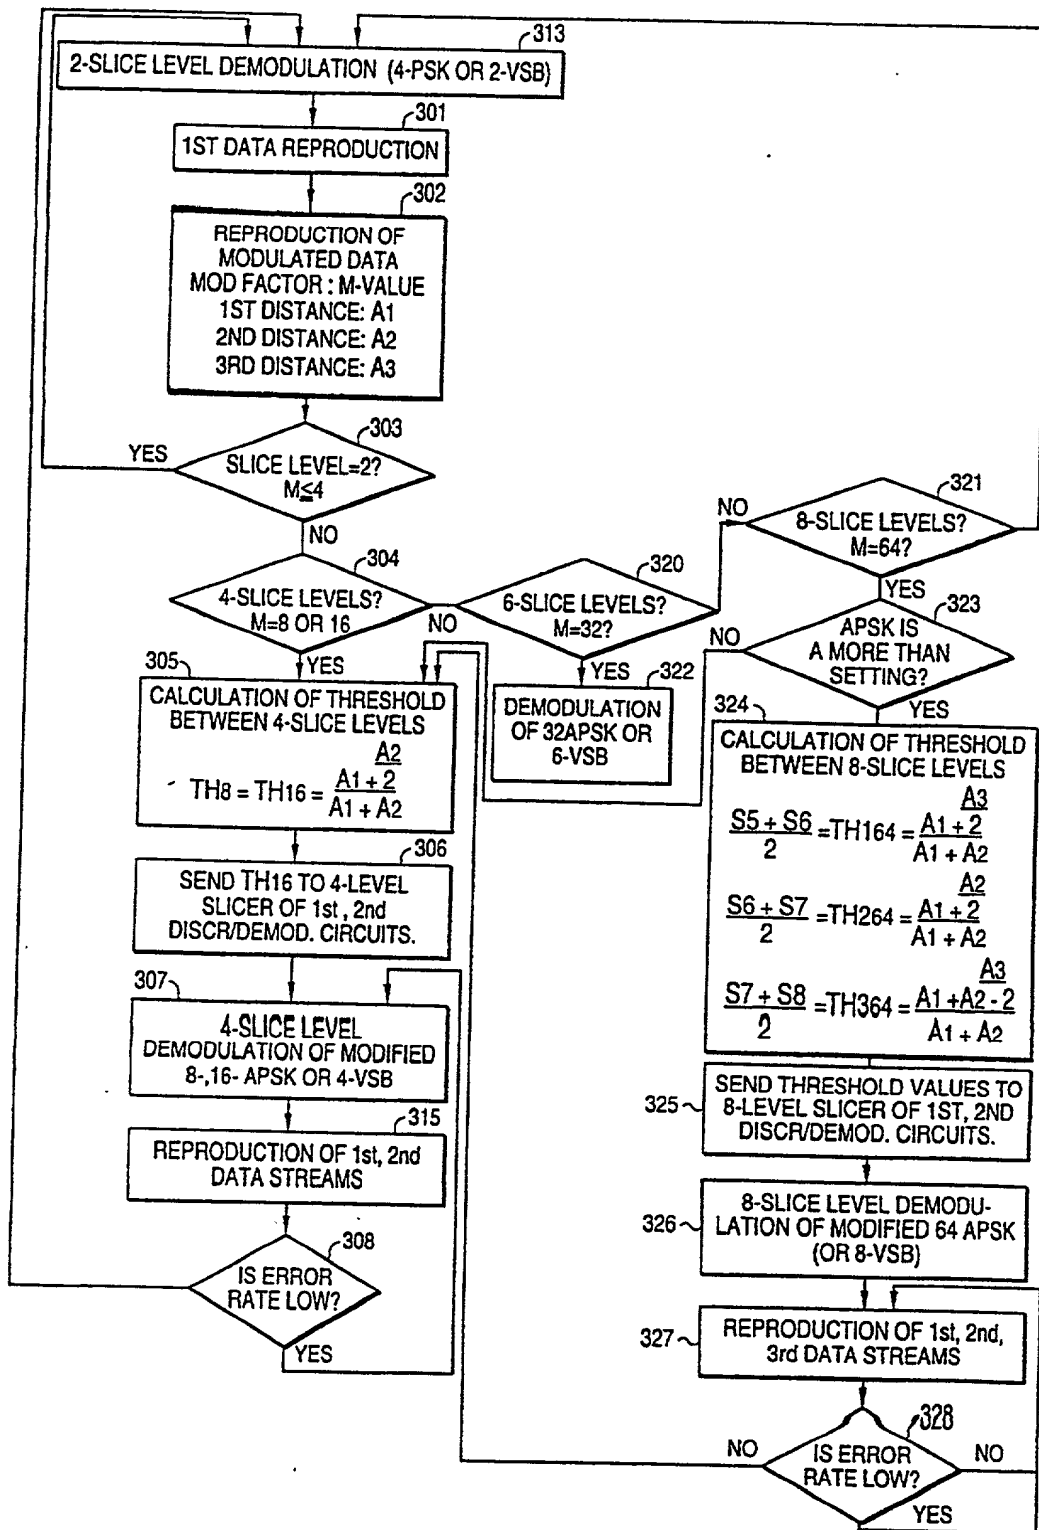 313
2-SLICE LEVEL DEMODULATION (4-PSK OR 2-VSB)
301
1ST DATA REPRODUCTION
302
REPRODUCTION OF
MODULATED DATA
MOD FACTOR : M-VALUE
1ST DISTANCE: A1
2ND DISTANCE: A2
3RD DISTANCE: A3
303
YES
SLICE LEVEL=2?
M≤4
NO
304
4-SLICE LEVELS?
M=8 OR 16
NO
YES
320
6-SLICE LEVELS?
M=32?
NO
YES
321
8-SLICE LEVELS?
M=64?
YES
322
DEMODULATION
OF 32APSK OR
6-VSB
323
NO
APSK IS
A MORE THAN
SETTING?
YES
305
CALCULATION OF THRESHOLD
BETWEEN 4-SLICE LEVELS
A2
TH8 = TH16 = A1 + 2
A1 + A2
306
SEND TH16 TO 4-LEVEL
SLICER OF 1st, 2nd
DISCR/DEMOD. CIRCUITS.
307
4-SLICE LEVEL
DEMODULATION OF MODIFIED
8-,16- APSK OR 4-VSB
315
REPRODUCTION OF 1st, 2nd
DATA STREAMS
308
IS ERROR
RATE LOW?
YES
324
CALCULATION OF THRESHOLD
BETWEEN 8-SLICE LEVELS
A3
S5 + S6 =TH164 = A1 + 2
2 A1 + A2
A2
S6 + S7 =TH264 = A1 + 2
2 A1 + A2
A3
S7 + S8 =TH364 = A1 +A2 - 2
2 A1 + A2
325
SEND THRESHOLD VALUES TO
8-LEVEL SLICER OF 1ST, 2ND
DISCR/DEMOD. CIRCUITS.
326
8-SLICE LEVEL DEMODU-
LATION OF MODIFIED 64 APSK
(OR 8-VSB)
327
REPRODUCTION OF 1st, 2nd,
3rd DATA STREAMS
328
NO
IS ERROR
RATE LOW?
NO
YES